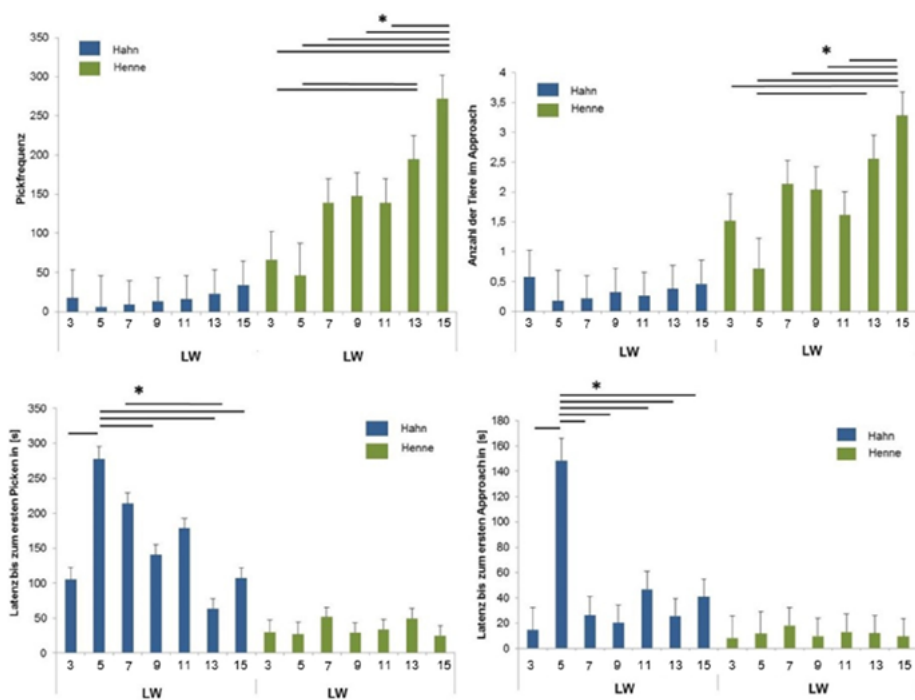 *
350
300
250
200
150
100
50
0
Pickfrequenz
Hahn
Henne
3 5 7 9 11 13 15 3 5 7 9 11 13 15
LW LW
*
4
3,5
3
2,5
2
1,5
1
0,5
0
Anzahl der Tiere im Approach
Hahn
Henne
3 5 7 9 11 13 15 3 5 7 9 11 13 15
LW LW
*
350
300
250
200
150
100
50
0
Latenz bis zum ersten Picken in [s]
Hahn
Henne
3 5 7 9 11 13 15 3 5 7 9 11 13 15
LW LW
*
180
160
140
120
100
80
60
40
20
0
Latenz bis zum ersten Approach in [s]
Hahn
Henne
3 5 7 9 11 13 15 3 5 7 9 11 13 15
LW LW